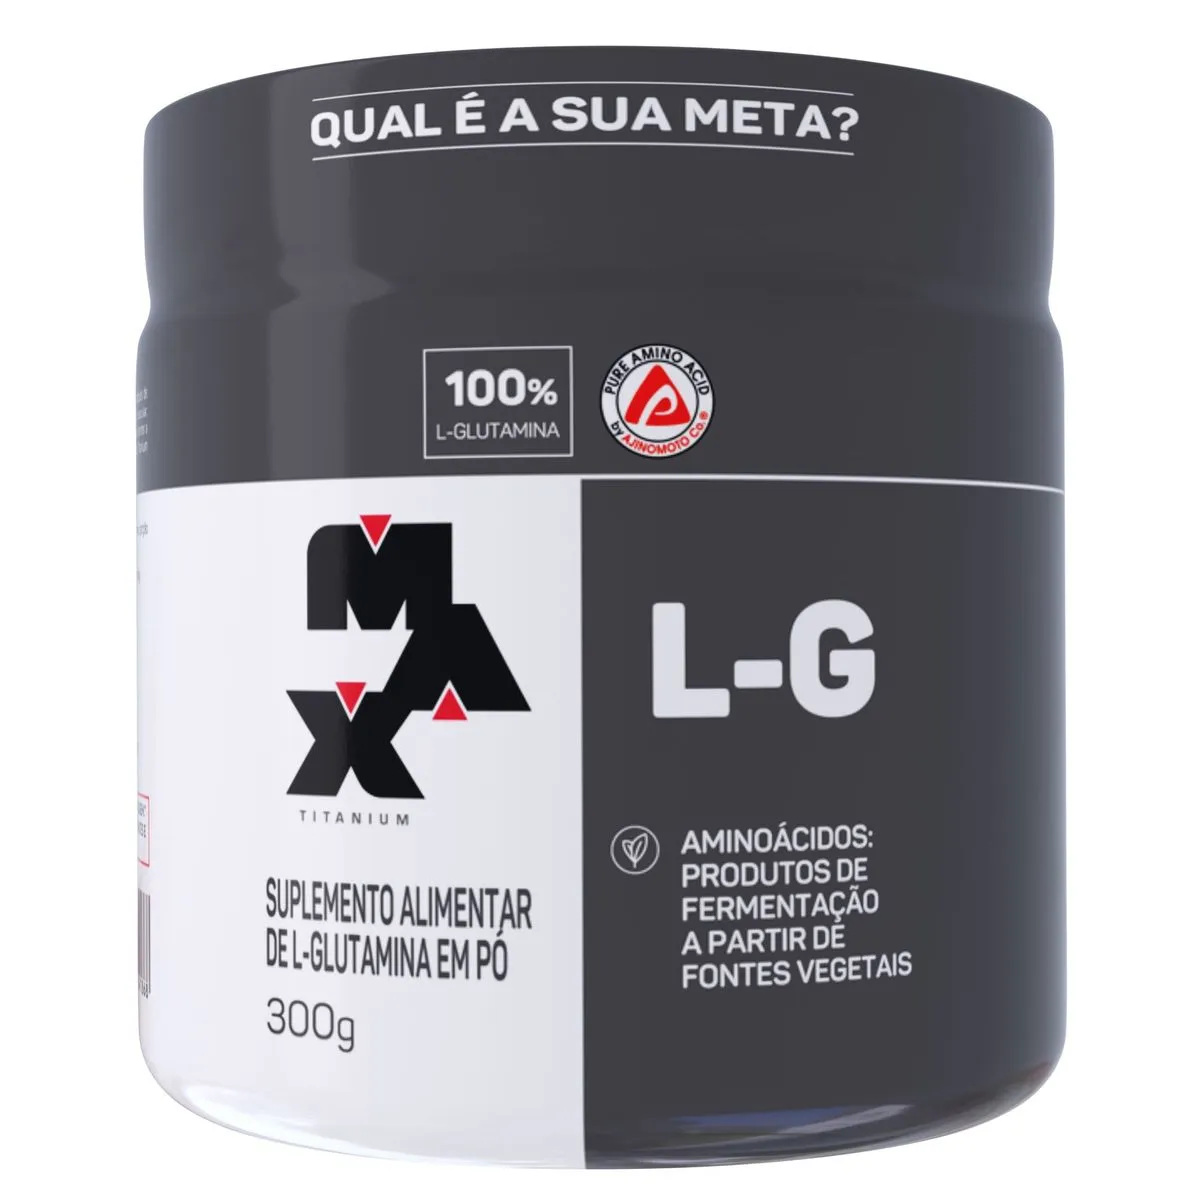 QUAL É A SUA META?
100%
L-GLUTAMINA
PURE AMINO ACID
by AJINOMOTO Co.®
MAX
TITANIUM
L-G
SUPLEMENTO ALIMENTAR
DE L-GLUTAMINA EM PÓ
300g
AMINOÁCIDOS:
PRODUTOS DE
FERMENTAÇÃO
A PARTIR DE
FONTES VEGETAIS